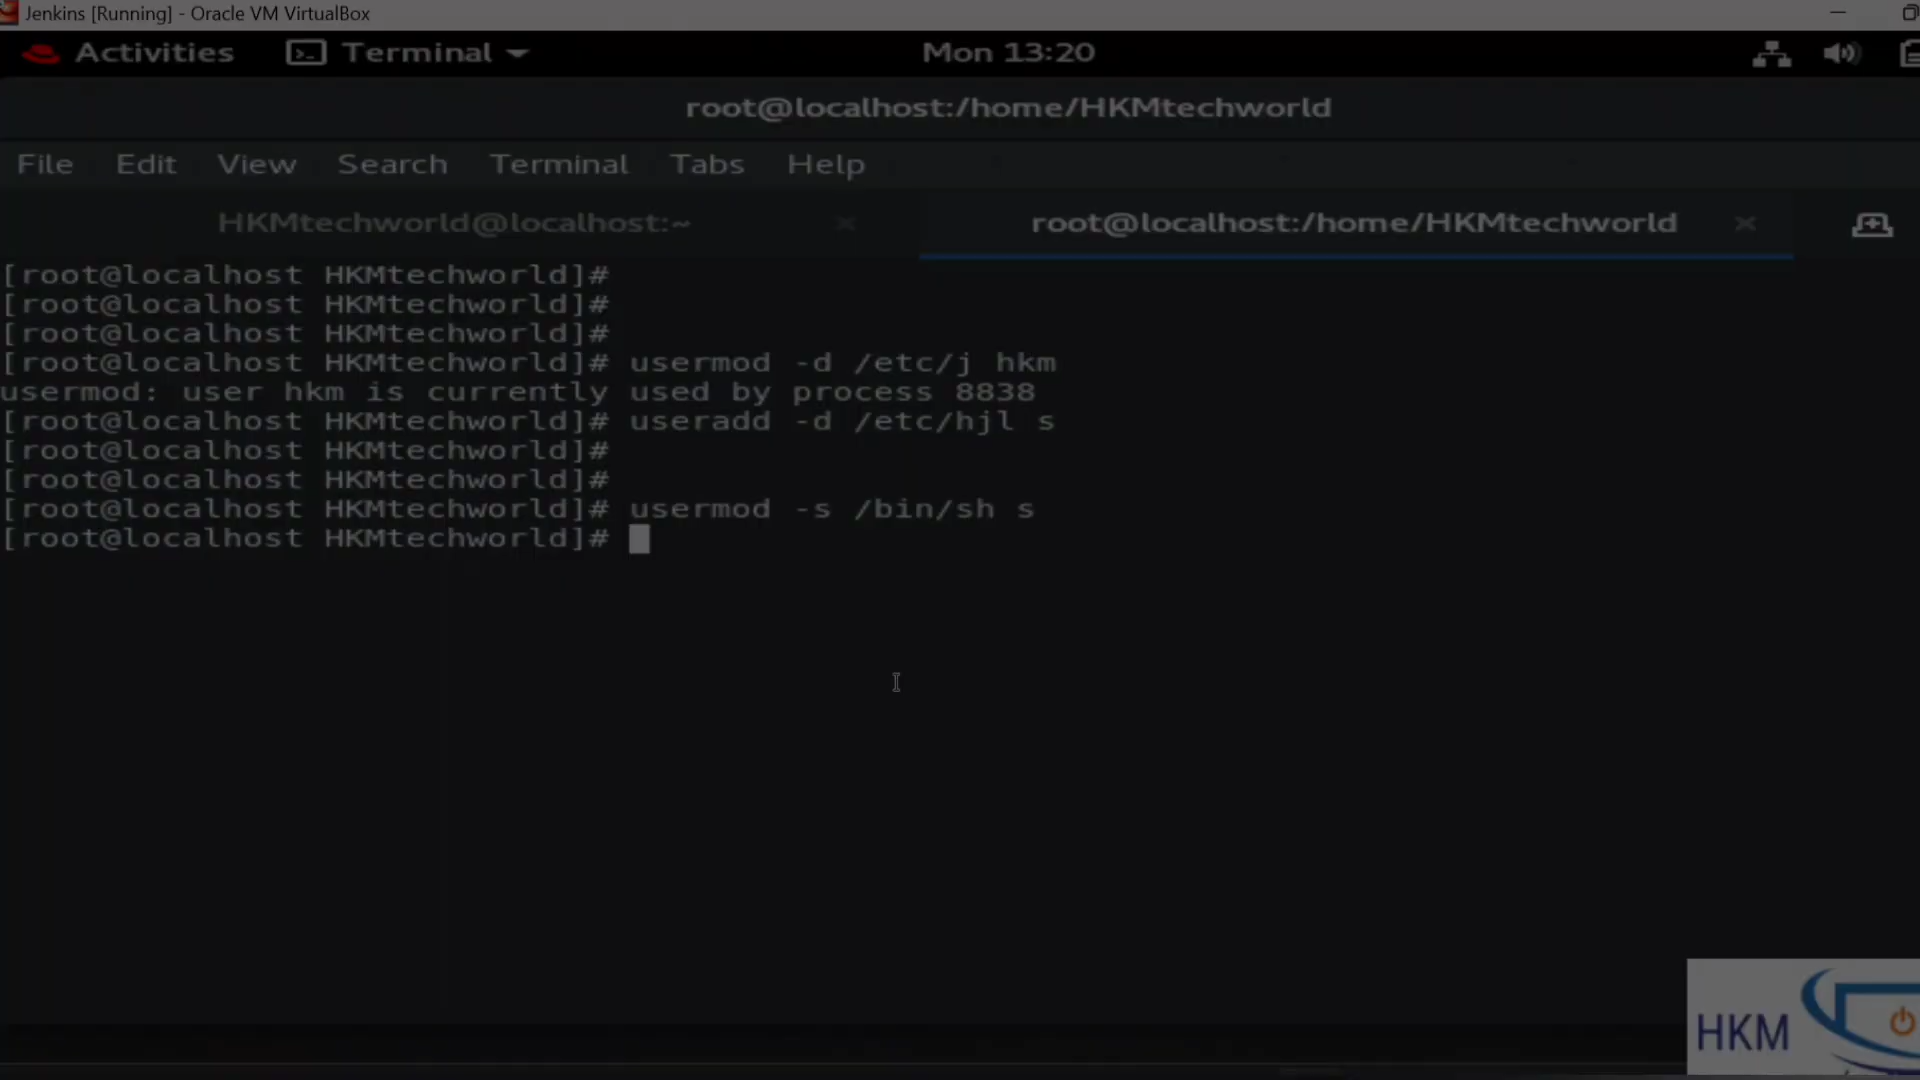 Jenkins [Running] - Oracle VM VirtualBox
Activities Terminal Mon 13:20
root@localhost:/home/HKMtechworld
File Edit View Search Terminal Tabs Help
HKMtechworld@localhost:~ root@localhost:/home/HKMtechworld
[root@localhost HKMtechworld]#
[root@localhost HKMtechworld]#
[root@localhost HKMtechworld]#
[root@localhost HKMtechworld]# usermod -d /etc/j hkm
usermod: user hkm is currently used by process 8838
[root@localhost HKMtechworld]# useradd -d /etc/hjl s
[root@localhost HKMtechworld]#
[root@localhost HKMtechworld]#
[root@localhost HKMtechworld]# usermod -s /bin/sh s
[root@localhost HKMtechworld]#
HKM